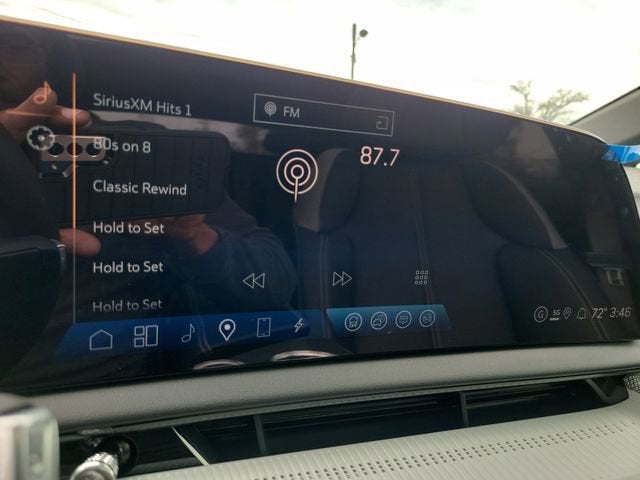 SiriusXM Hits 1
FM
80s on 8
87.7
Classic Rewind
Hold to Set
Hold to Set
Hold to Set
G 5G 72° 3:46